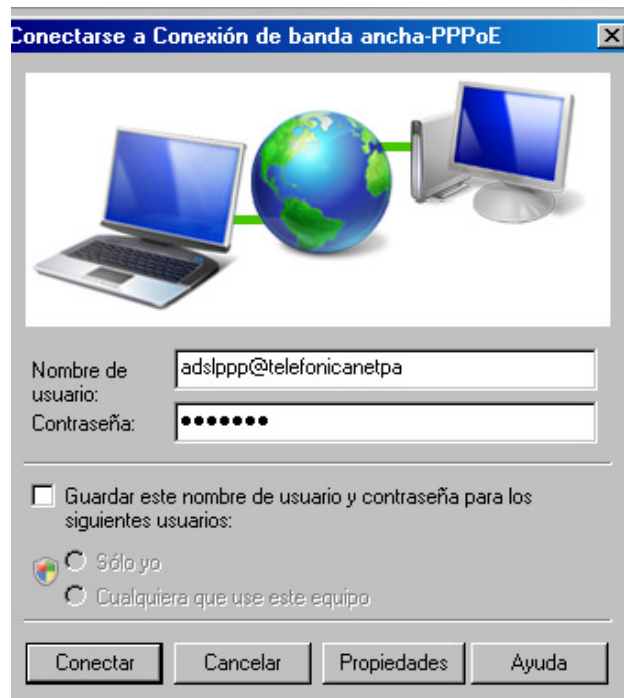 Conectarse a Conexión de banda ancha-PPPoE
Nombre de
usuario:
adslppp@telefonicanetpa
Contraseña:
•••••••
Guardar este nombre de usuario y contraseña para los
siguientes usuarios:
Sólo yo
Cualquiera que use este equipo
Conectar
Cancelar
Propiedades
Ayuda